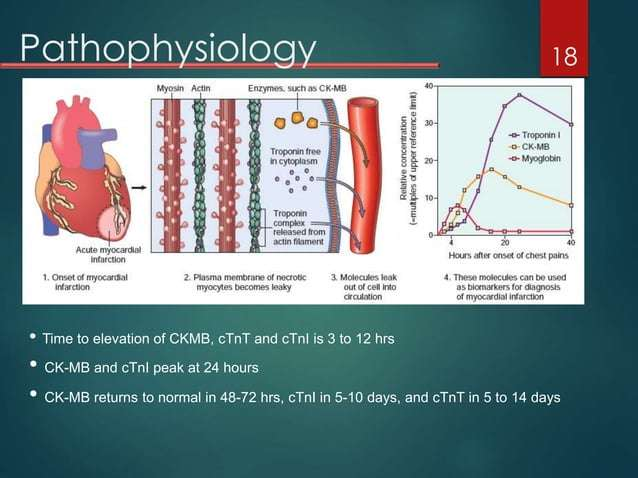 Pathophysiology
18
Myosin Actin Enzymes, such as CK-MB
Troponin free
in cytoplasm
Troponin
complex
released from
actin filament
Acute myocardial
infarction
1. Onset of myocardial
infarction
2. Plasma membrane of necrotic
myocytes becomes leaky
3. Molecules leak
out of cell into
circulation
Relative concentration
(=multiples of upper reference limit)
40
30
20
10
0
4 20 40
Hours after onset of chest pains
Troponin I
CK-MB
Myoglobin
4. These molecules can be used
as biomarkers for diagnosis
of myocardial infarction
• Time to elevation of CKMB, cTnT and cTnI is 3 to 12 hrs
• CK-MB and cTnI peak at 24 hours
• CK-MB returns to normal in 48-72 hrs, cTnI in 5-10 days, and cTnT in 5 to 14 days